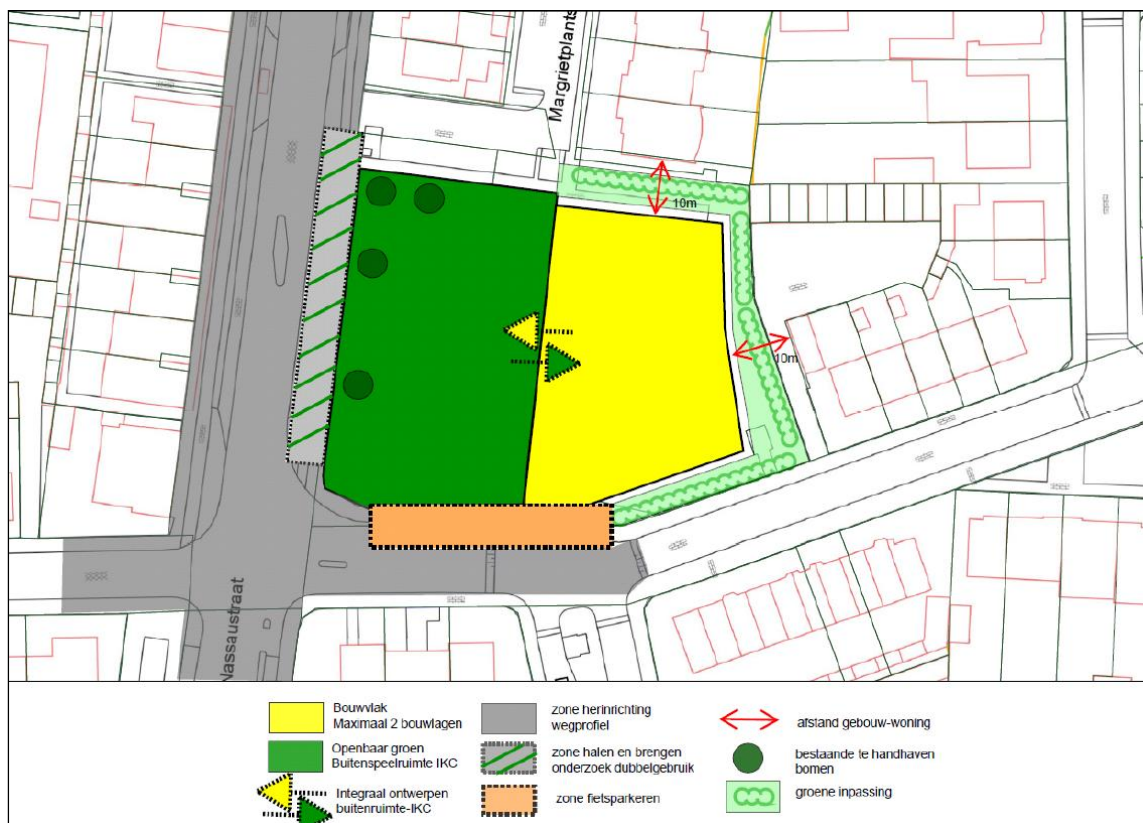 Margrietplants
10m
10m
Nassaustraat
Bouwvlak
Maximaal 2 bouwlagen
Openbaar groen
Buitenspeelruimte IKC
Integraal ontwerpen
buitenruimte-IKC
zone herinrichting
wegprofiel
zone halen en brengen
onderzoek dubbelgebruik
zone fietsparkeren
afstand gebouw-woning
bestaande te handhaven
bomen
groene inpassing